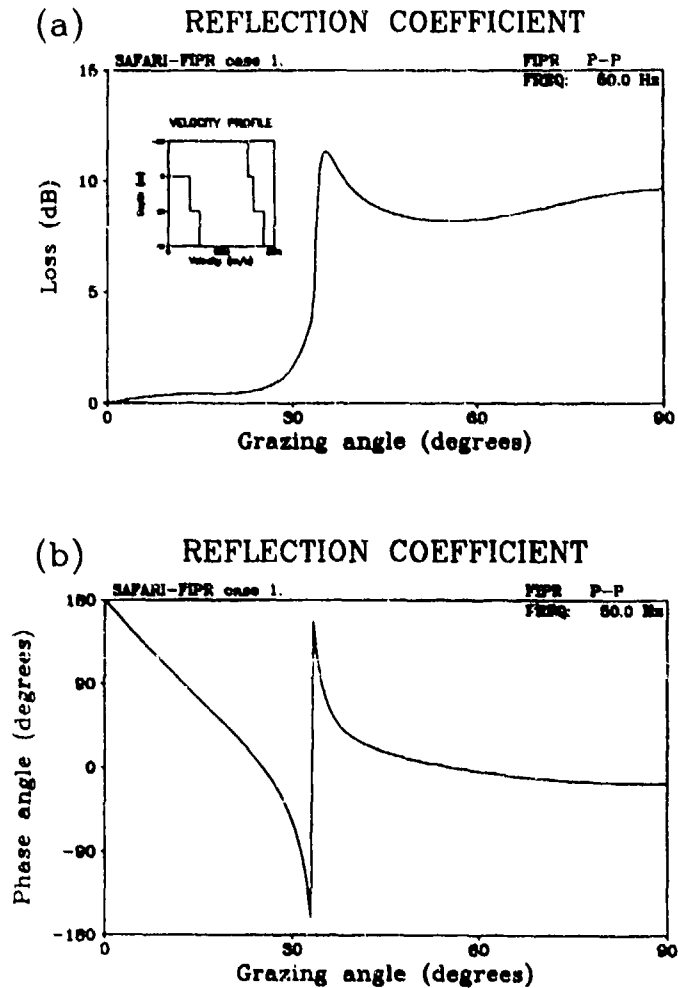 (a) REFLECTION COEFFICIENT
SAFARI-FIPR case 1.
FIPR P-P
FREQ: 50.0 Hz
15
10
5
0
Loss (dB)
VELOCITY PROFILE
Depth (m)
Velocity (m/s)
0 30 60 90
Grazing angle (degrees)
(b) REFLECTION COEFFICIENT
SAFARI-FIPR case 1.
FIPR P-P
FREQ: 50.0 Hz
180
90
0
-90
-180
Phase angle (degrees)
0 30 60 90
Grazing angle (degrees)